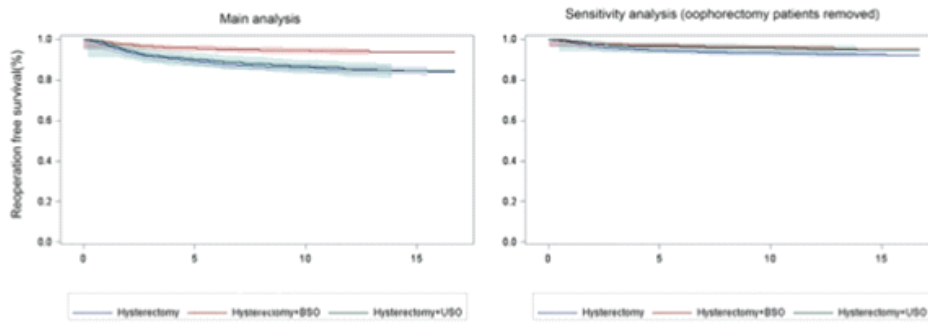 Main analysis
Reoperation free survival(%)
1.0
0.8
0.6
0.4
0.2
0.0
0 5 10 15
Hysterectomy Hysterectomy+BSO Hysterectomy+USO
Sensitivity analysis (oophorectomy patients removed)
1.0
0.8
0.6
0.4
0.2
0.0
0 5 10 15
Hysterectomy Hysterectomy+BSO Hysterectomy+USO